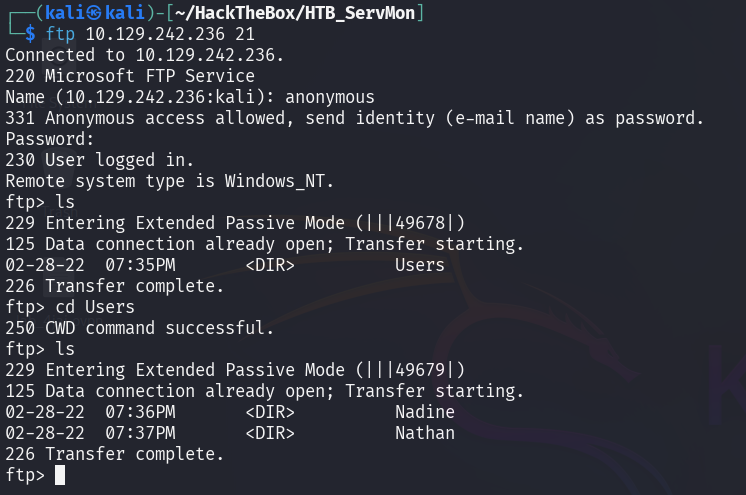 ┌──(kali㉿kali)-[~/HackTheBox/HTB_ServMon]
└─$ ftp 10.129.242.236 21
Connected to 10.129.242.236.
220 Microsoft FTP Service
Name (10.129.242.236:kali): anonymous
331 Anonymous access allowed, send identity (e-mail name) as password.
Password:
230 User logged in.
Remote system type is Windows_NT.
ftp> ls
229 Entering Extended Passive Mode (|||49678|)
125 Data connection already open; Transfer starting.
02-28-22  07:35PM       <DIR>          Users
226 Transfer complete.
ftp> cd Users
250 CWD command successful.
ftp> ls
229 Entering Extended Passive Mode (|||49679|)
125 Data connection already open; Transfer starting.
02-28-22  07:36PM       <DIR>          Nadine
02-28-22  07:37PM       <DIR>          Nathan
226 Transfer complete.
ftp>